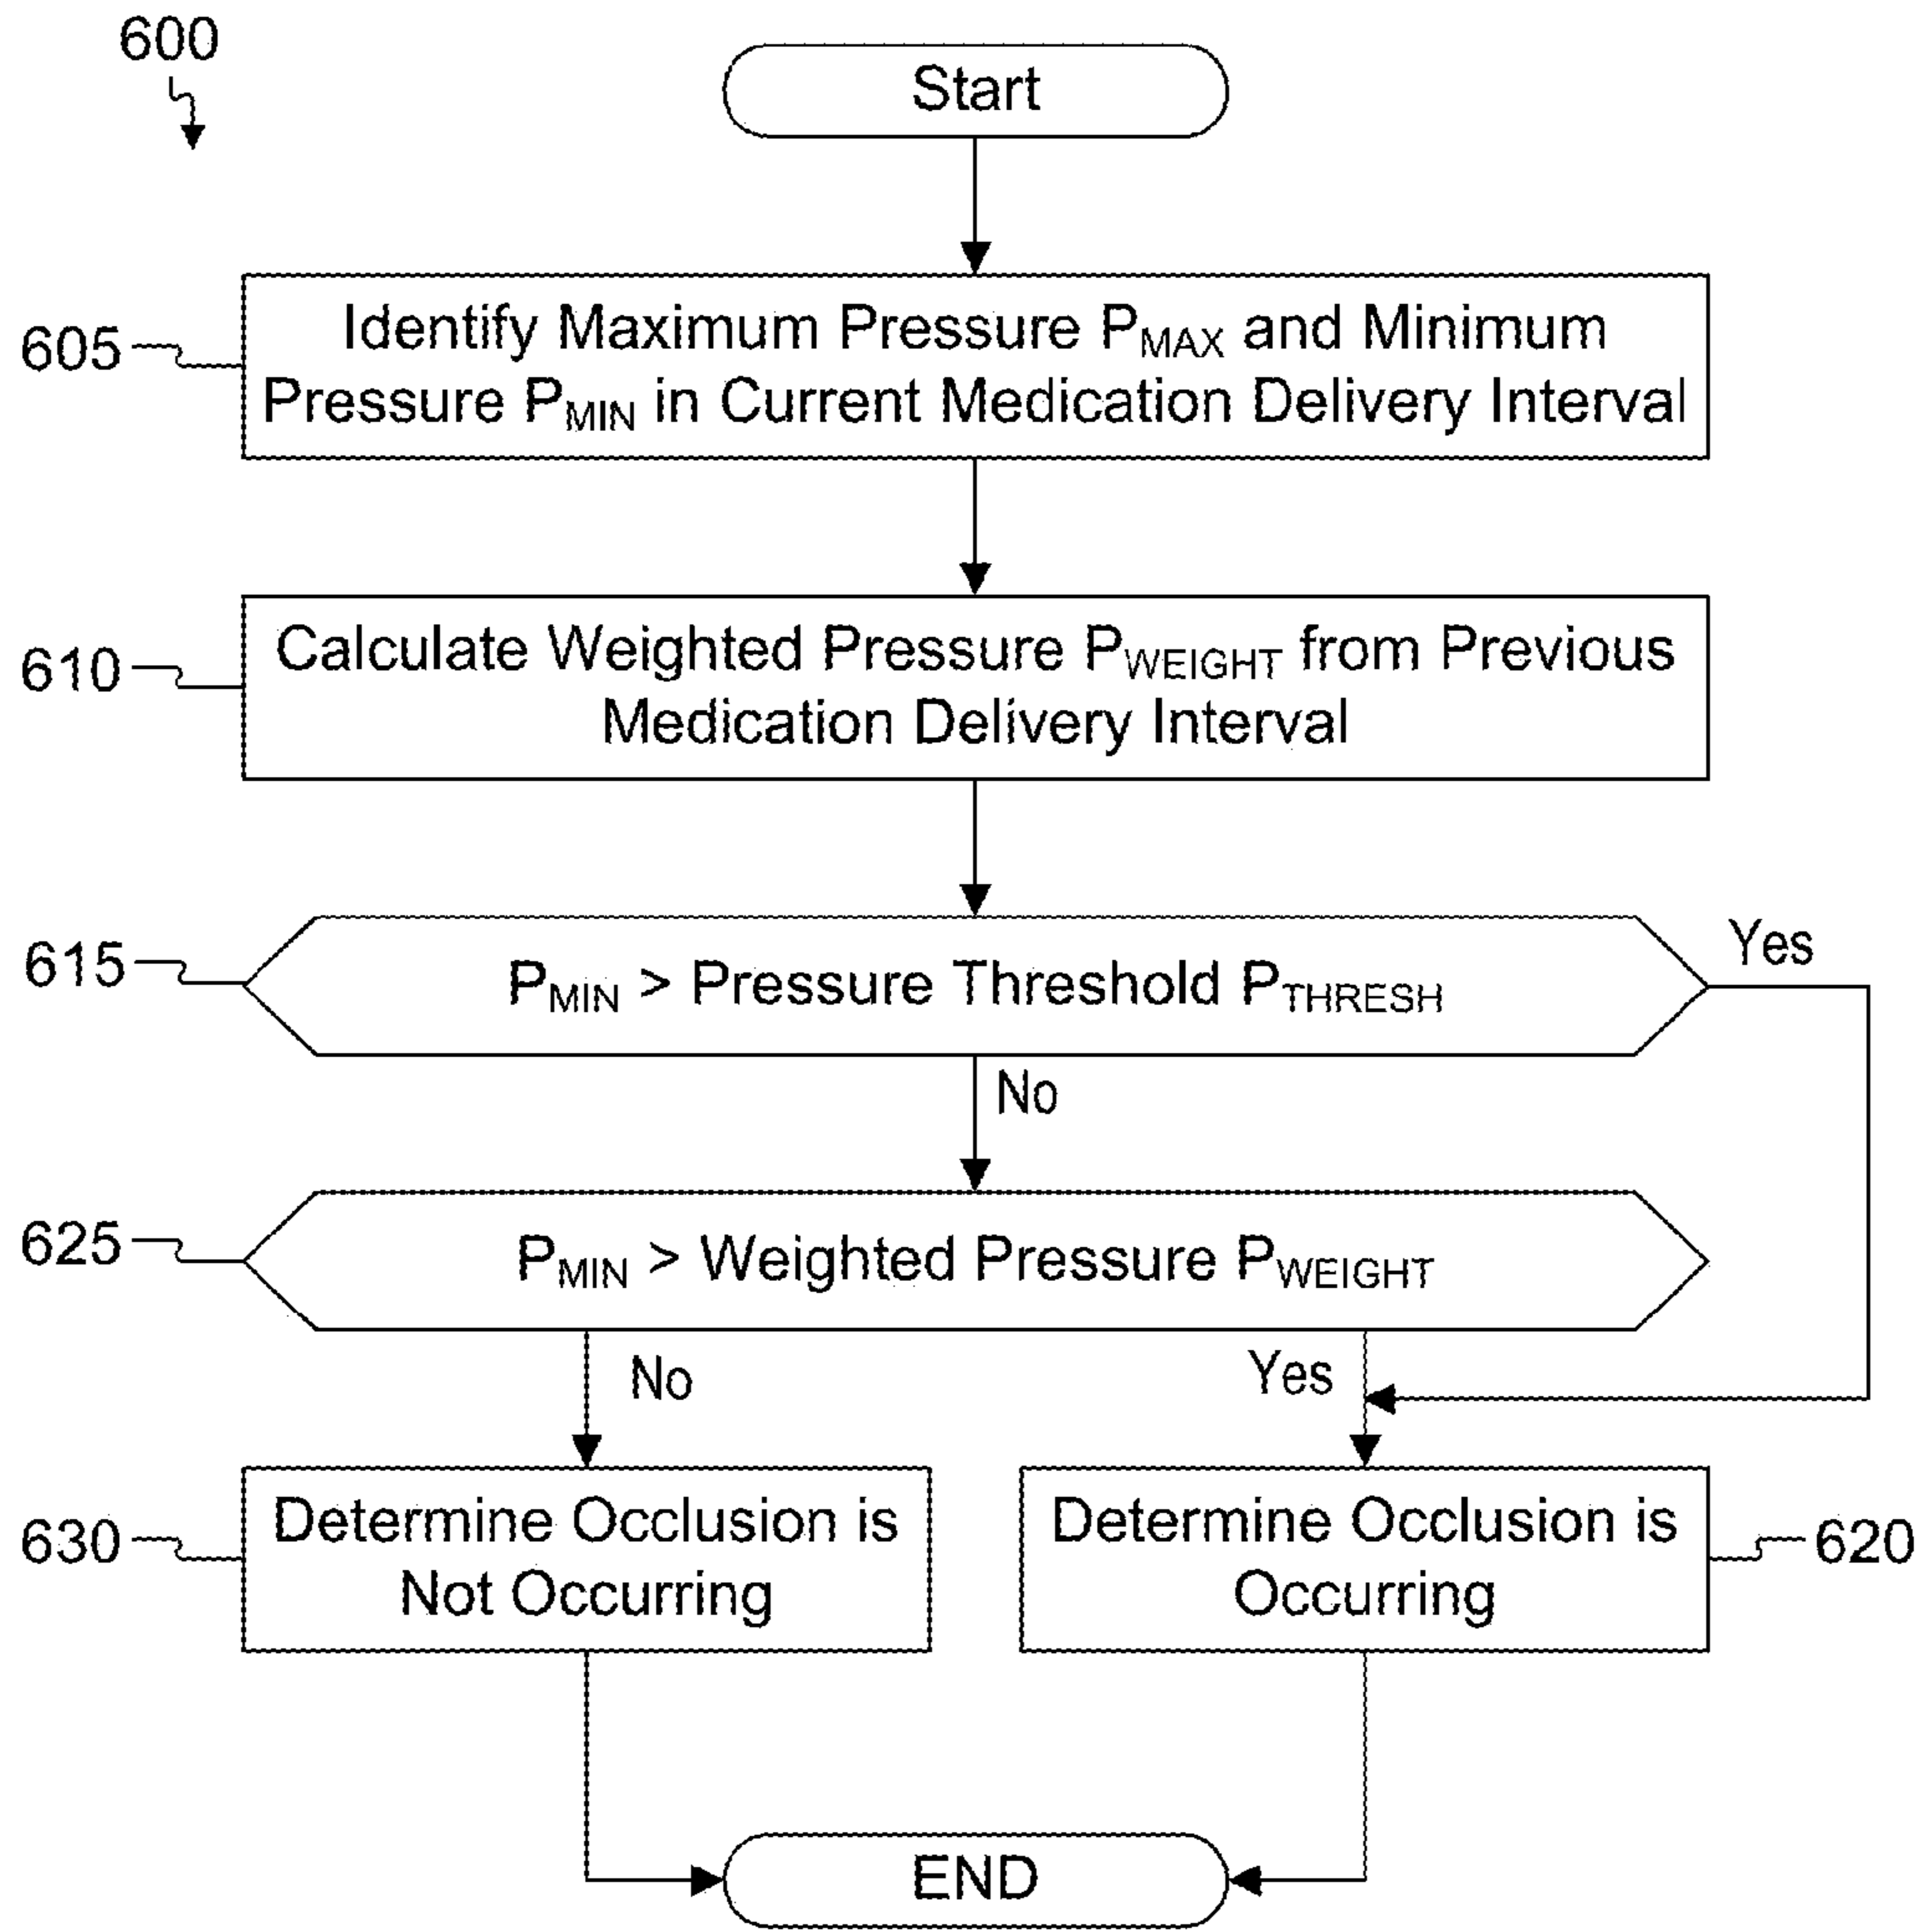 600
Start
605
Identify Maximum Pressure PMAX and Minimum
Pressure PMIN in Current Medication Delivery Interval
610
Calculate Weighted Pressure PWEIGHT from Previous
Medication Delivery Interval
615
PMIN > Pressure Threshold PTHRESH
Yes
No
625
PMIN > Weighted Pressure PWEIGHT
No
Yes
630
Determine Occlusion is
Not Occurring
Determine Occlusion is
Occurring
620
END